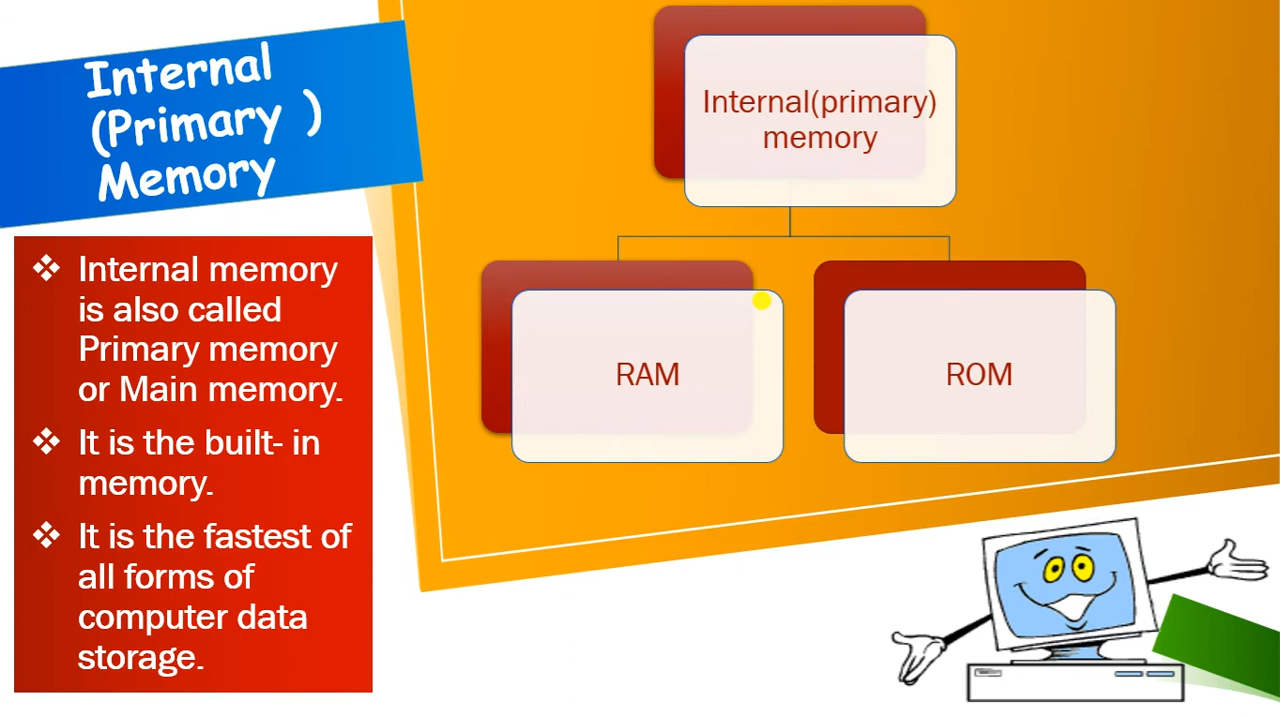 Internal
(Primary )
Memory
❖ Internal memory
is also called
Primary memory
or Main memory.
❖ It is the built- in
memory.
❖ It is the fastest of
all forms of
computer data
storage.
Internal(primary)
memory
RAM
ROM